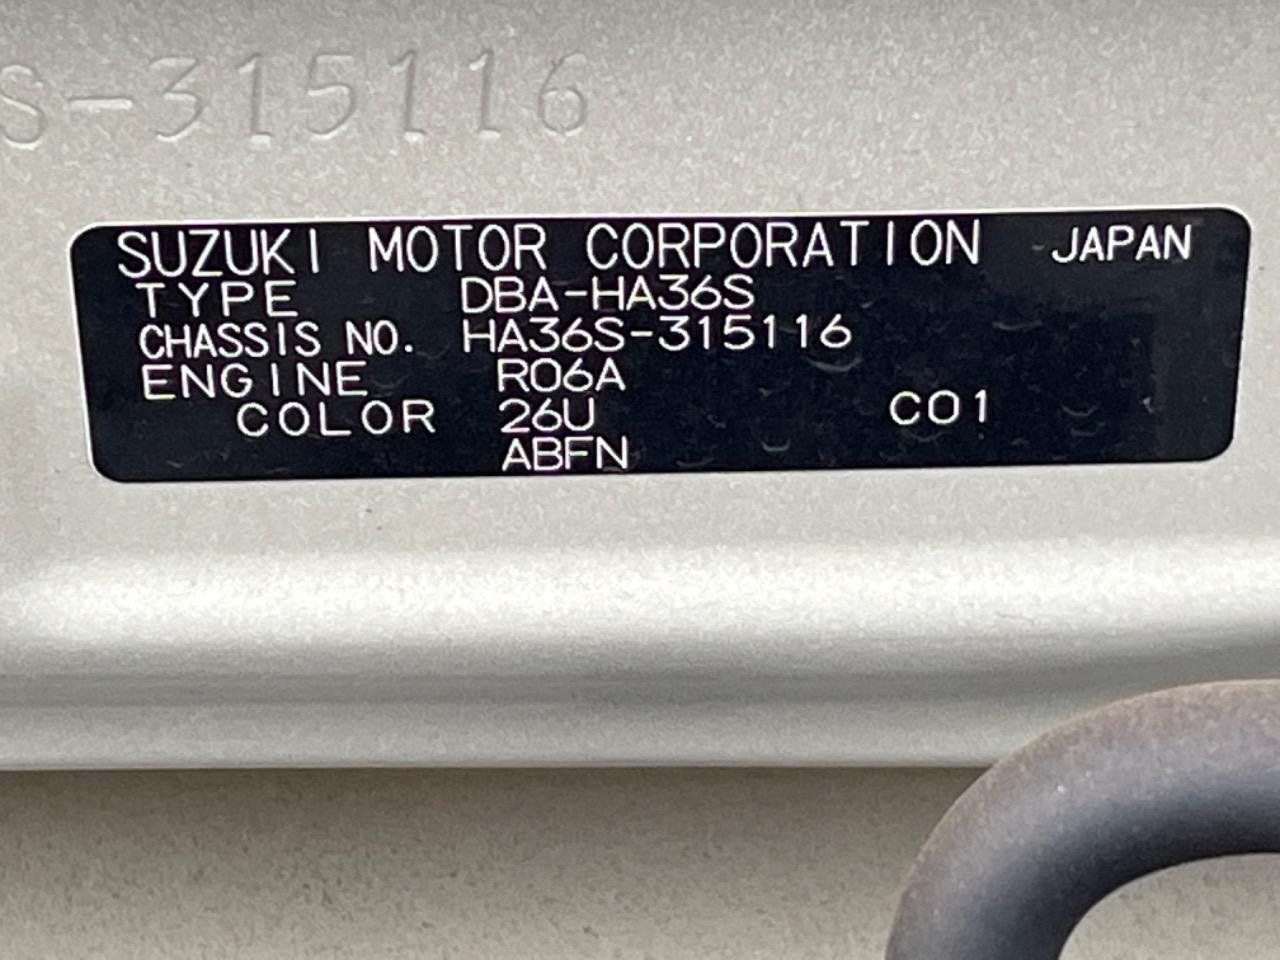 S-315116
SUZUKI MOTOR CORPORATION JAPAN
TYPE DBA-HA36S
CHASSIS NO. HA36S-315116
ENGINE R06A
COLOR 26U C01
ABFN